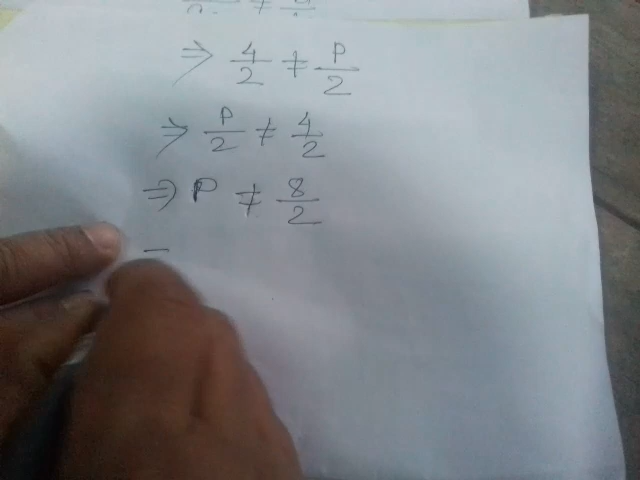 ⇒ 4/2 ≠ P/2
⇒ P/2 ≠ 4/2
⇒ P ≠ 8/2